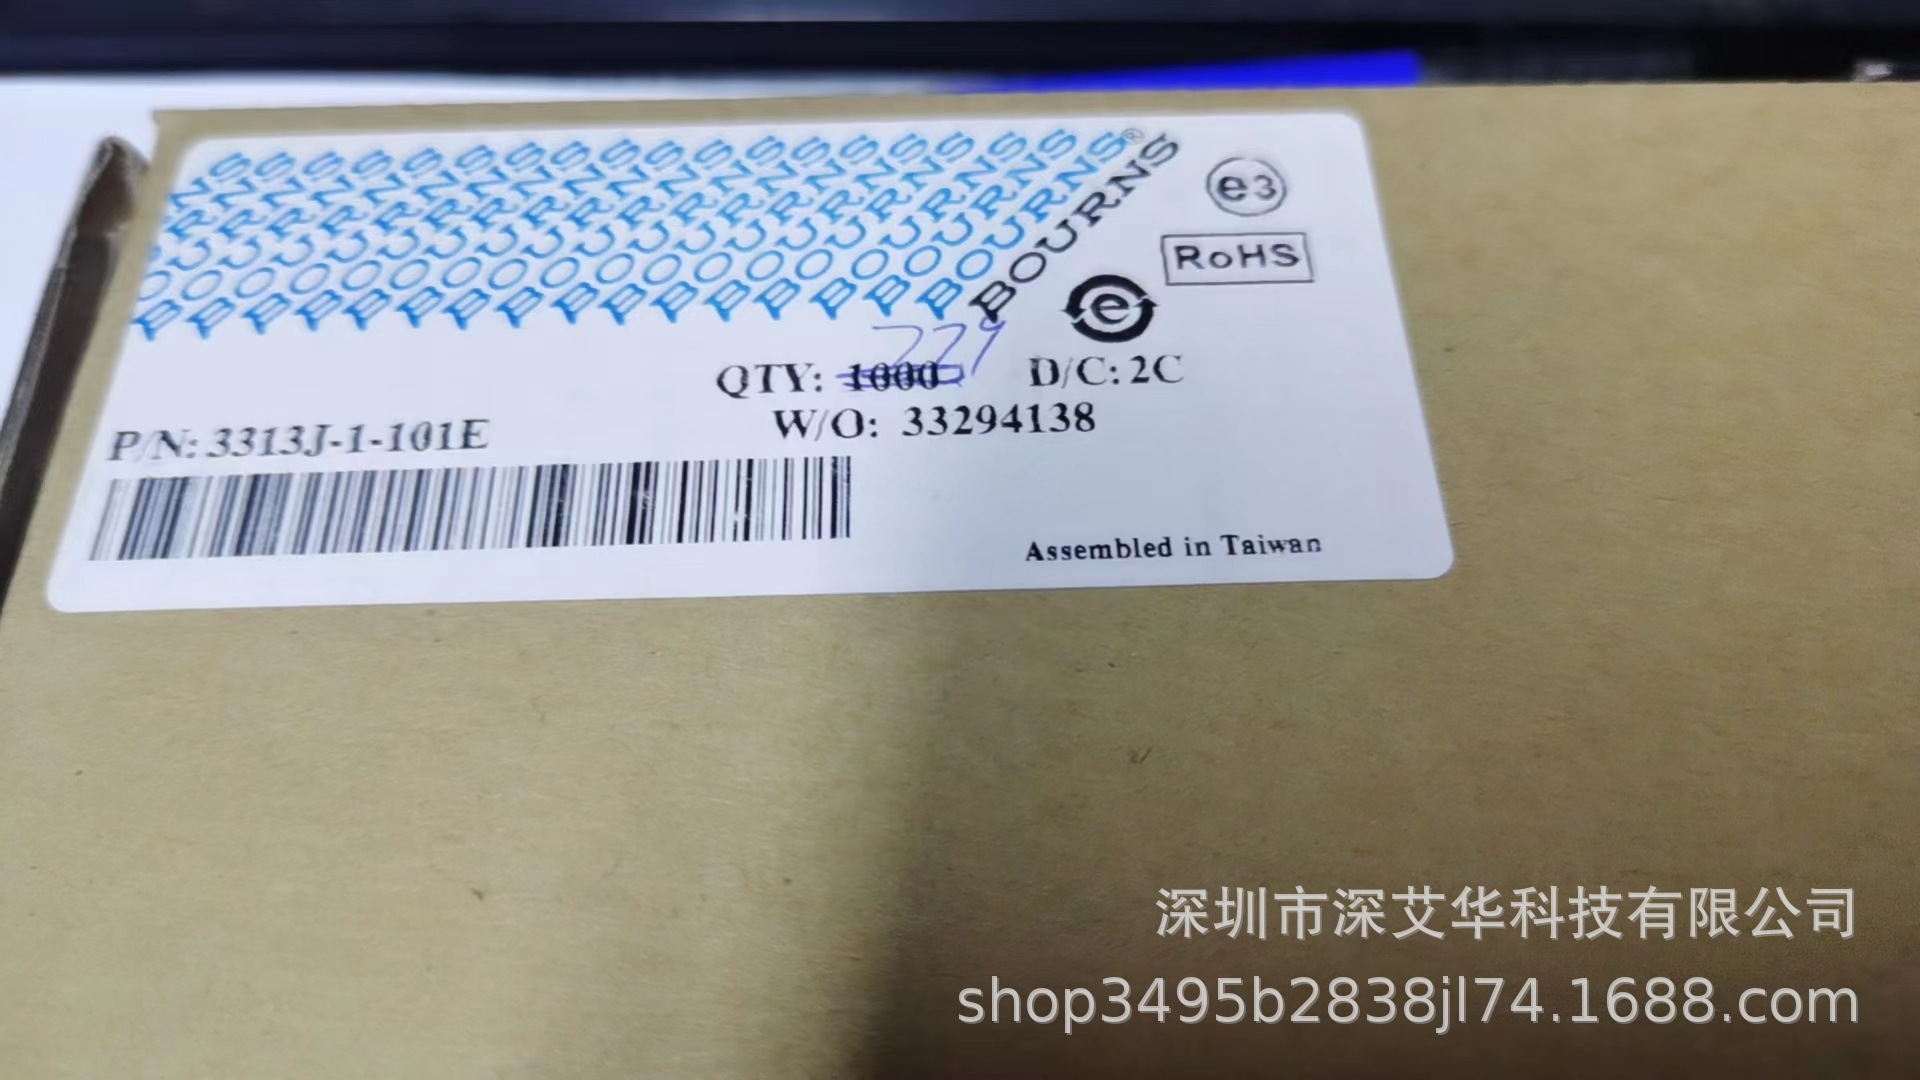 BOURNS®
BOURNS
e3
RoHS
e
QTY: 1000 D/C: 2C
W/O: 33294138
P/N: 3313J-1-101E
Assembled in Taiwan
深圳市深艾华科技有限公司
shop3495b2838jl74.1688.com